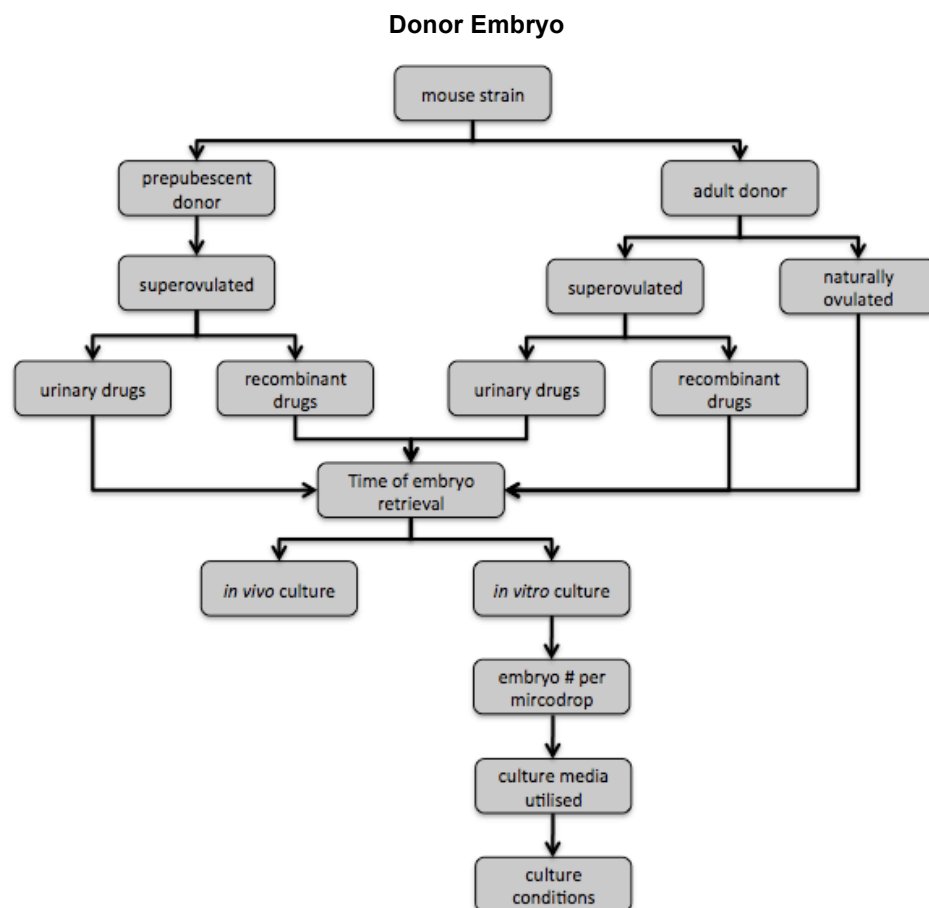 Donor Embryo
mouse strain
prepubescent
donor
adult donor
superovulated
superovulated
naturally
ovulated
urinary drugs
recombinant
drugs
urinary drugs
recombinant
drugs
Time of embryo
retrieval
in vivo culture
in vitro culture
embryo # per
mircodrop
culture media
utilised
culture
conditions